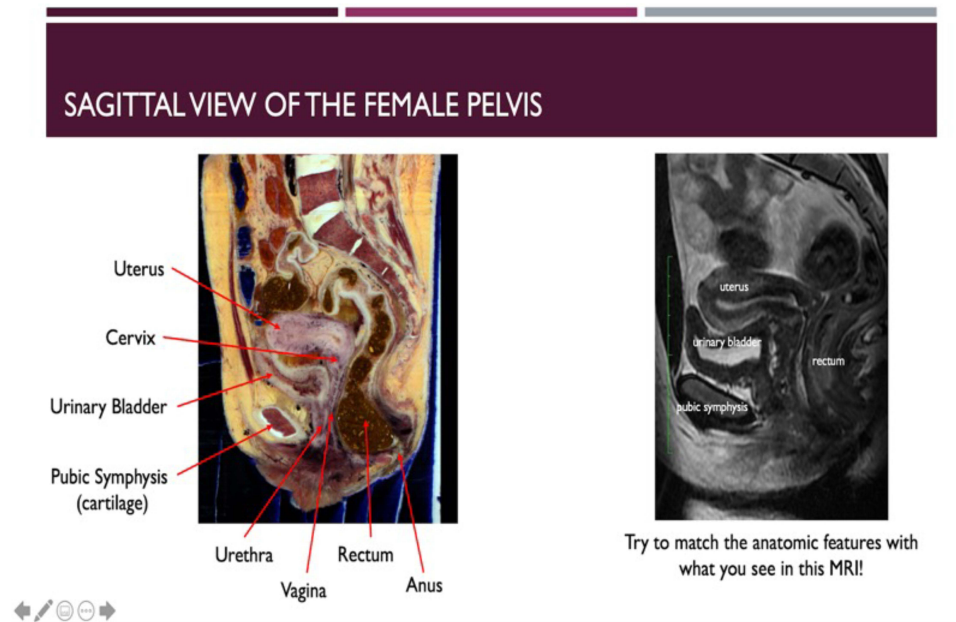 SAGITTAL VIEW OF THE FEMALE PELVIS
Uterus
Cervix
Urinary Bladder
Pubic Symphysis
(cartilage)
Urethra
Vagina
Rectum
Anus
uterus
urinary bladder
rectum
pubic symphysis
Try to match the anatomic features with
what you see in this MRI!